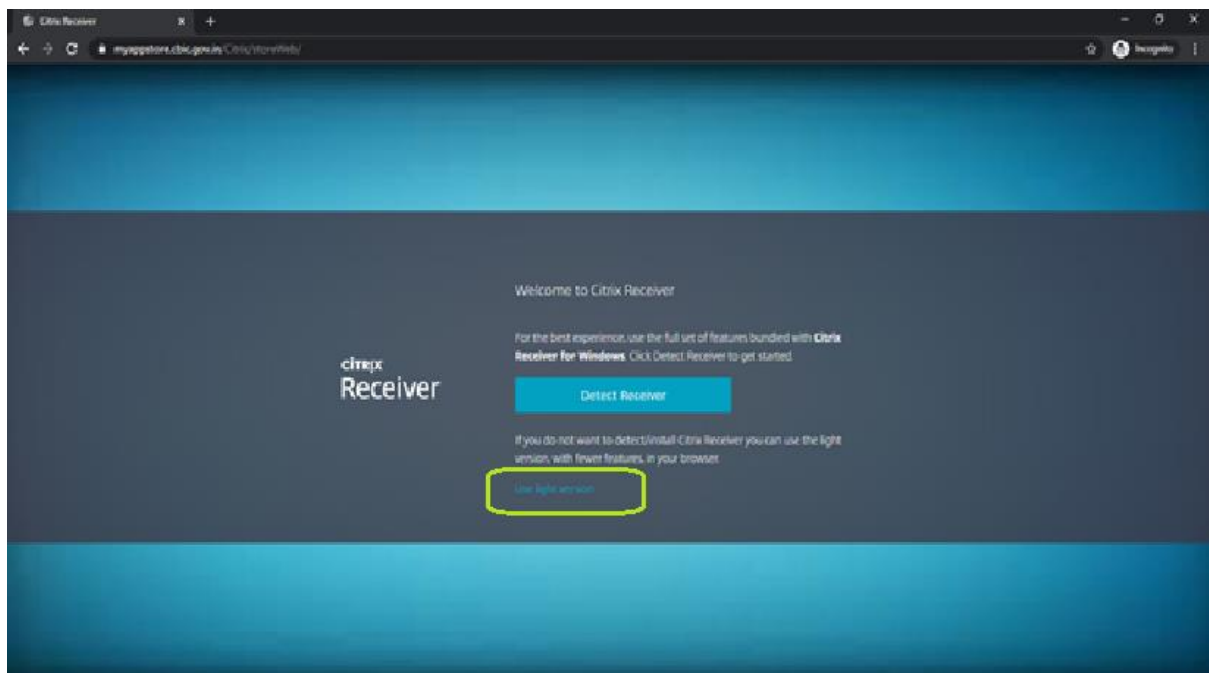 Citrix Receiver
myappstore.cbic.gov.in/Citrix/StoreWeb/
Incognito
Welcome to Citrix Receiver
For the best experience, use the full set of features bundled with Citrix
Receiver for Windows. Click Detect Receiver to get started.
citrix
Receiver
Detect Receiver
If you do not want to detect/install Citrix Receiver you can use the light
version, with fewer features, in your browser.
Use light version